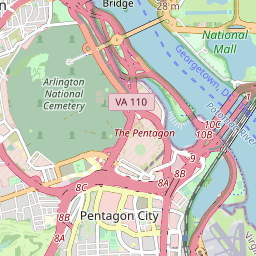 Bridge
28 m
National
Mall
Georgetown, D
Arlington
National
Cemetery
VA 110
The Pentagon
10C
10B
9
8B
8C
8B
8A
8A
Pentagon City